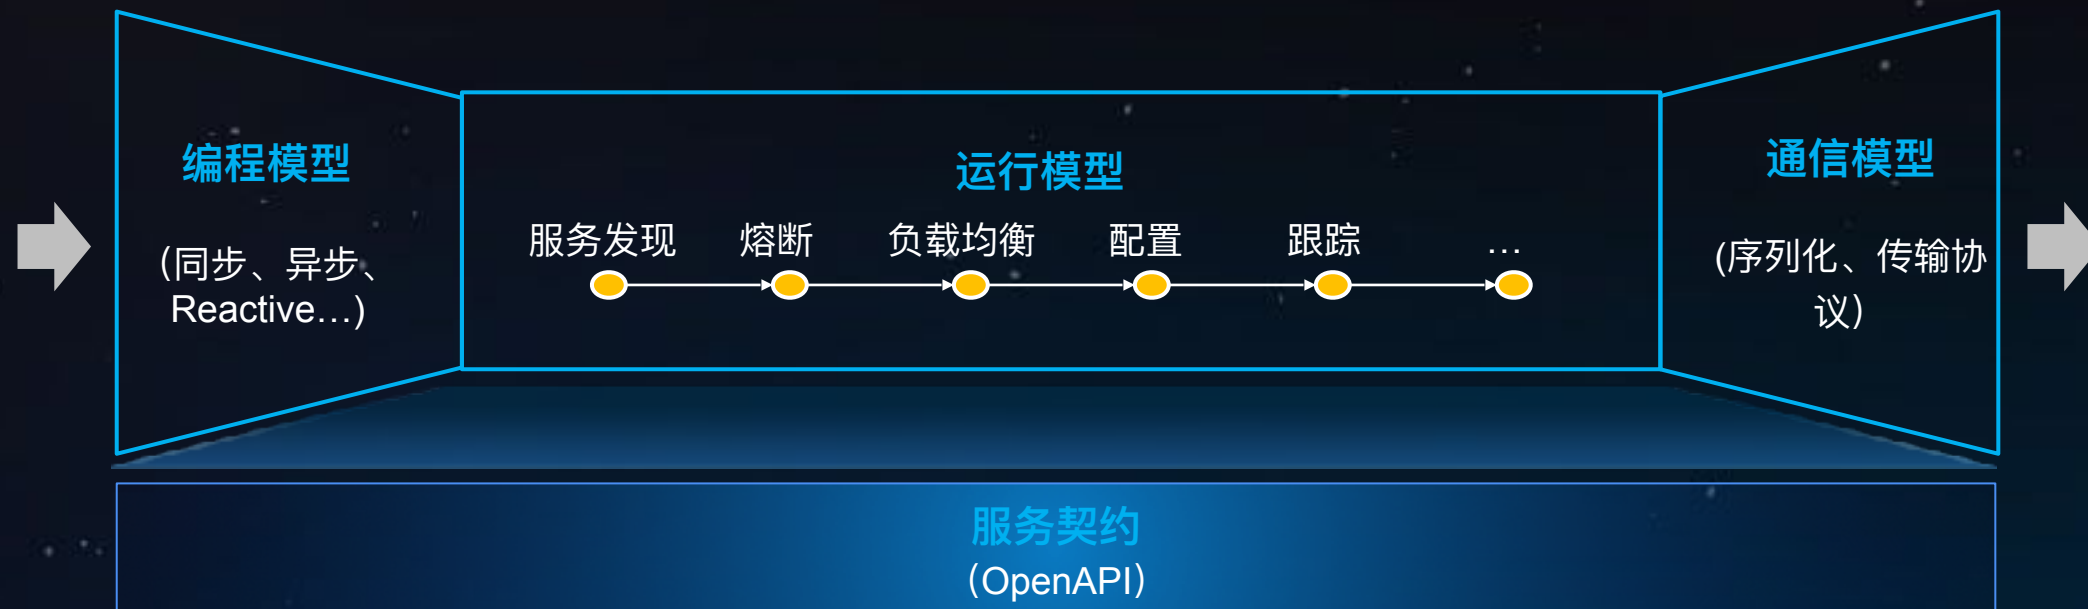 编程模型
(同步、异步、
Reactive…)
运行模型
服务发现 熔断 负载均衡 配置 跟踪 …
通信模型
(序列化、传输协
议)
服务契约
(OpenAPI)